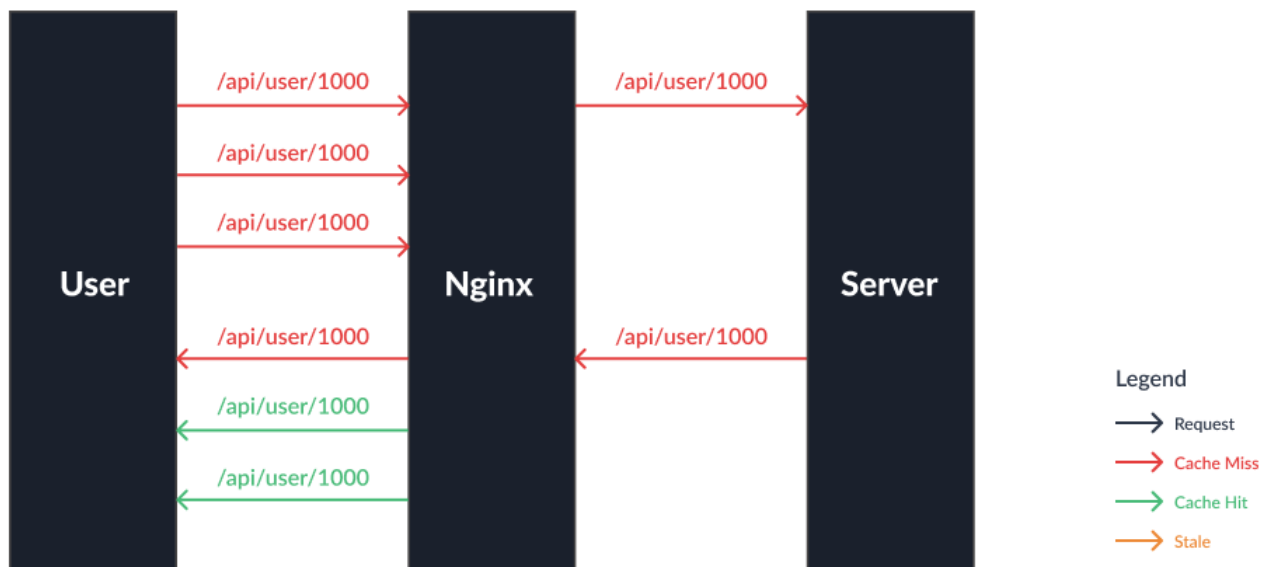 /api/user/1000
/api/user/1000
/api/user/1000
/api/user/1000
User
Nginx
Server
/api/user/1000
/api/user/1000
/api/user/1000
/api/user/1000
Legend
Request
Cache Miss
Cache Hit
Stale